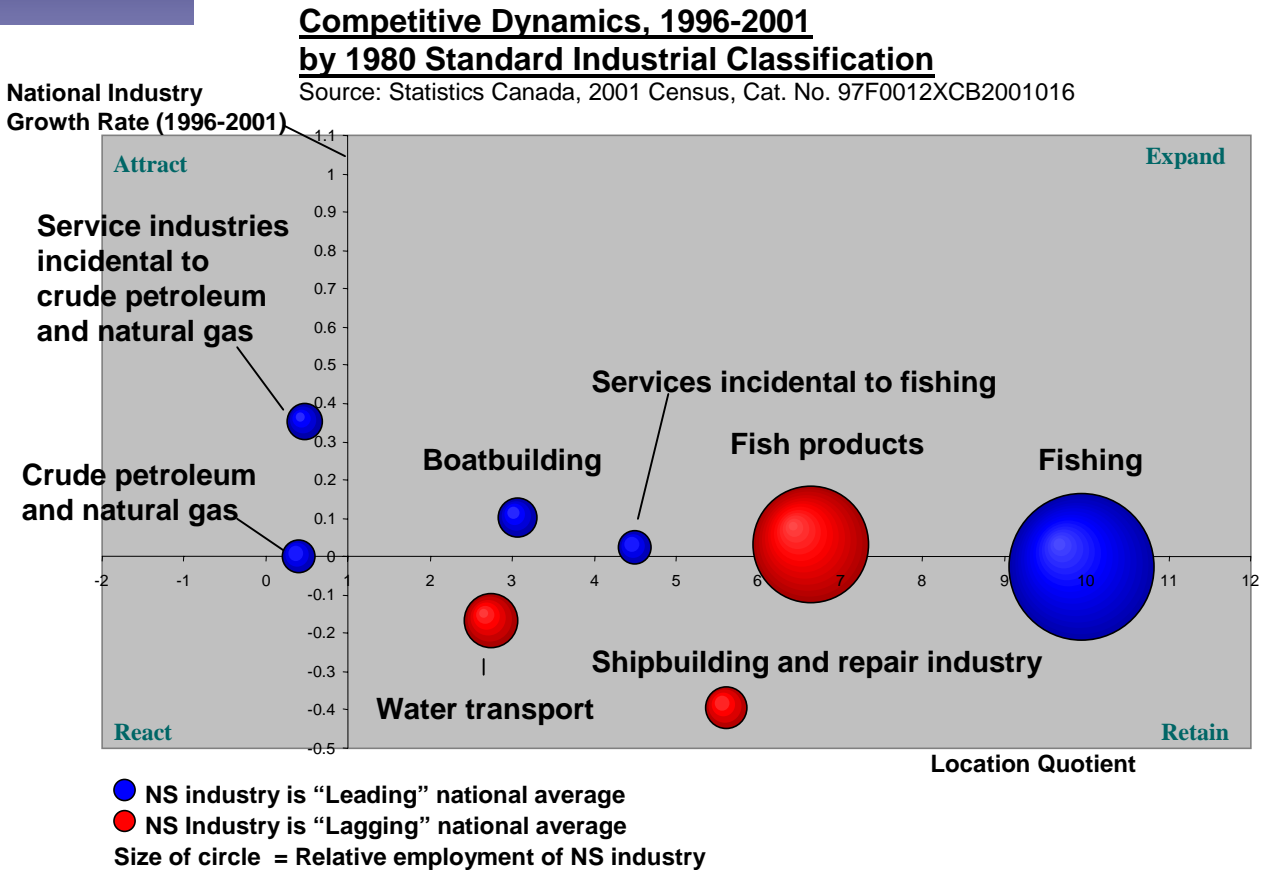 Competitive Dynamics, 1996-2001
by 1980 Standard Industrial Classification
Source: Statistics Canada, 2001 Census, Cat. No. 97F0012XCB2001016
National Industry
Growth Rate (1996-2001)
1.1
Attract
Expand
1
0.9
Service industries
incidental to
crude petroleum
and natural gas
0.8
0.7
0.6
0.5
0.4
0.3
0.2
0.1
0
-0.1
-0.2
-0.3
-0.4
-0.5
Services incidental to fishing
Fish products
Boatbuilding
Fishing
Crude petroleum
and natural gas
-2 -1 0 1 2 3 4 5 6 7 8 9 10 11 12
Shipbuilding and repair industry
Water transport
React
Retain
Location Quotient
NS industry is “Leading” national average
NS Industry is “Lagging” national average
Size of circle = Relative employment of NS industry